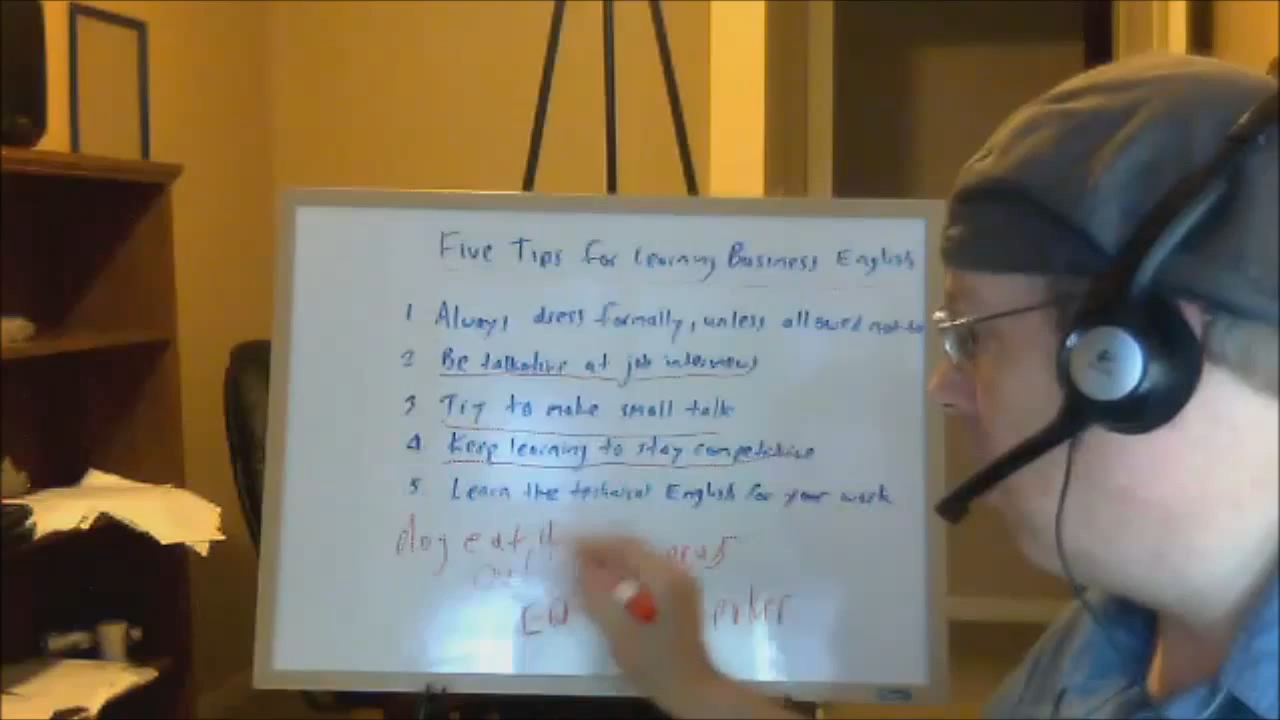 Five Tips for Learning Business English
1 Always dress formally, unless allowed not to
2 Be talkative at job interviews
3 Try to make small talk
4 Keep learning to stay competitive
5 Learn the technical English for your work
dog eat